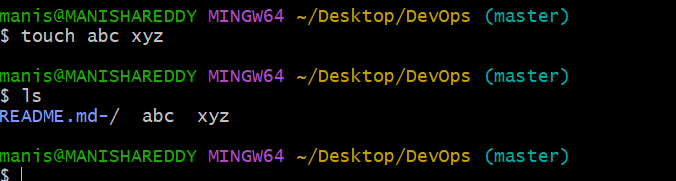 manis@MANISHAREDDY MINGW64 ~/Desktop/DevOps (master)
$ touch abc xyz
manis@MANISHAREDDY MINGW64 ~/Desktop/DevOps (master)
$ ls
README.md-/  abc  xyz
manis@MANISHAREDDY MINGW64 ~/Desktop/DevOps (master)
$